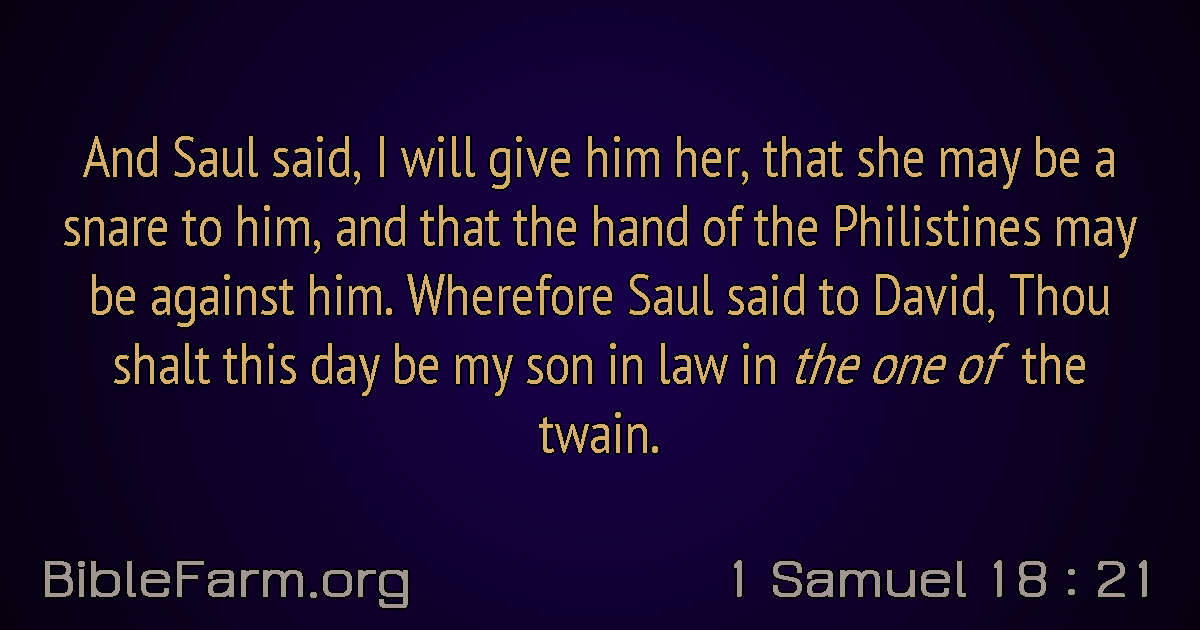 And Saul said, I will give him her, that she may be a
snare to him, and that the hand of the Philistines may
be against him. Wherefore Saul said to David, Thou
shalt this day be my son in law in the one of the
twain.
BibleFarm.org
1 Samuel 18 : 21